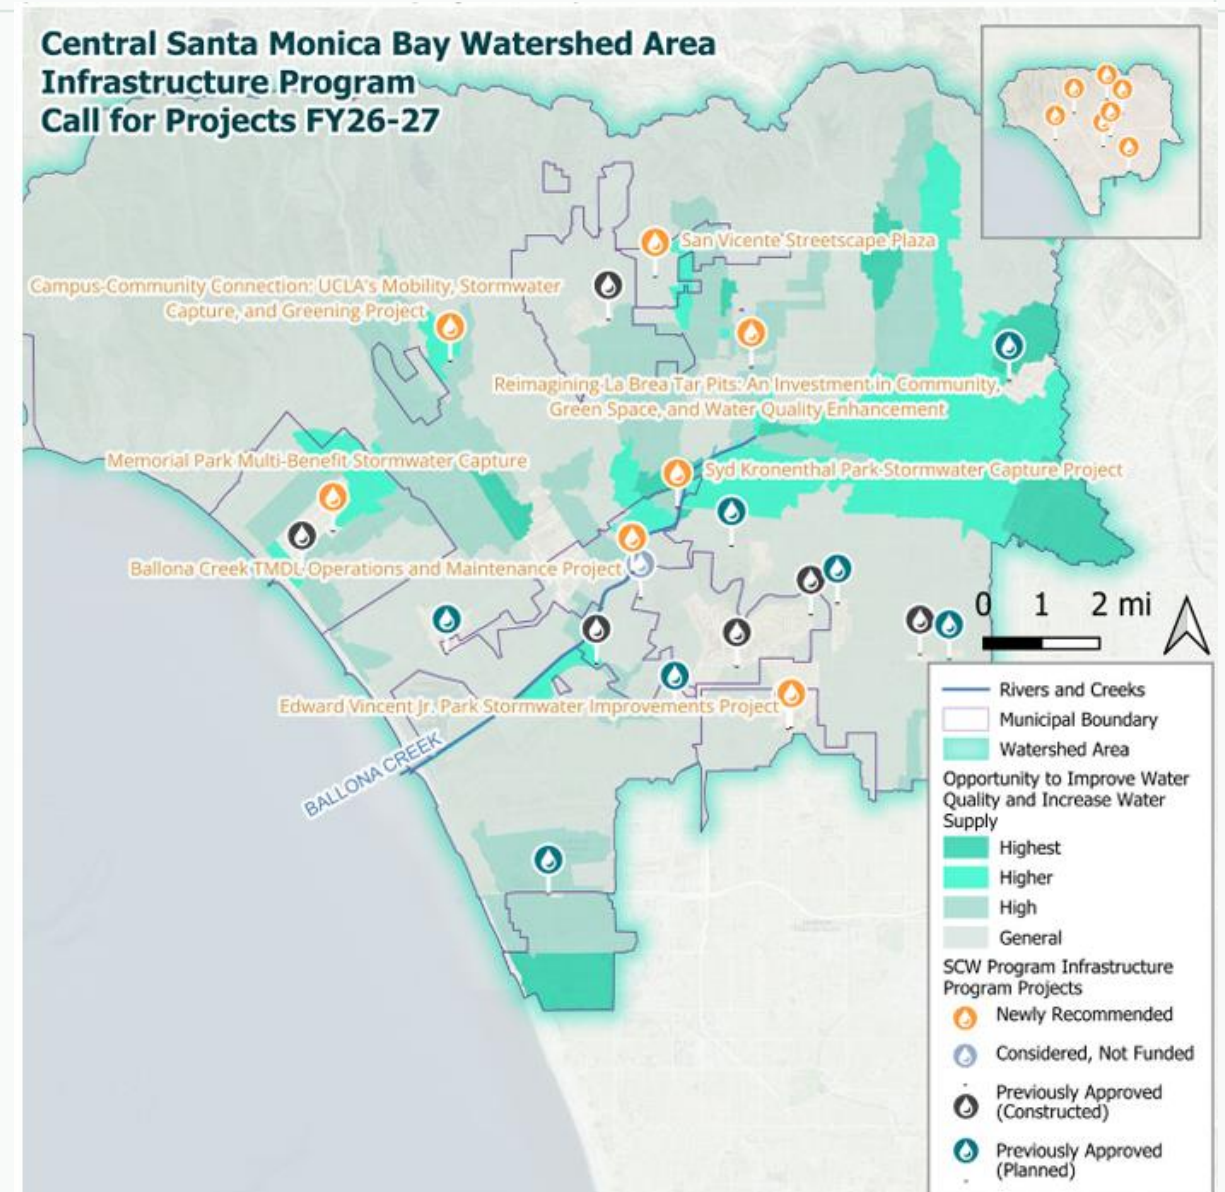 Central Santa Monica Bay Watershed Area
Infrastructure Program
Call for Projects FY26-27
San Vicente Streetscape Plaza
Campus-Community Connection: UCLA's Mobility, Stormwater
Capture, and Greening Project
Reimagining La Brea Tar Pits: An Investment in Community,
Green Space, and Water Quality Enhancement
Memorial Park Multi-Benefit Stormwater Capture
Syd Kronenthal Park Stormwater Capture Project
Ballona Creek TMDL Operations and Maintenance Project
Edward Vincent Jr. Park Stormwater Improvements Project
BALLONA CREEK
0 1 2 mi
Rivers and Creeks
Municipal Boundary
Watershed Area
Opportunity to Improve Water
Quality and Increase Water
Supply
Highest
Higher
High
General
SCW Program Infrastructure
Program Projects
Newly Recommended
Considered, Not Funded
Previously Approved
(Constructed)
Previously Approved
(Planned)